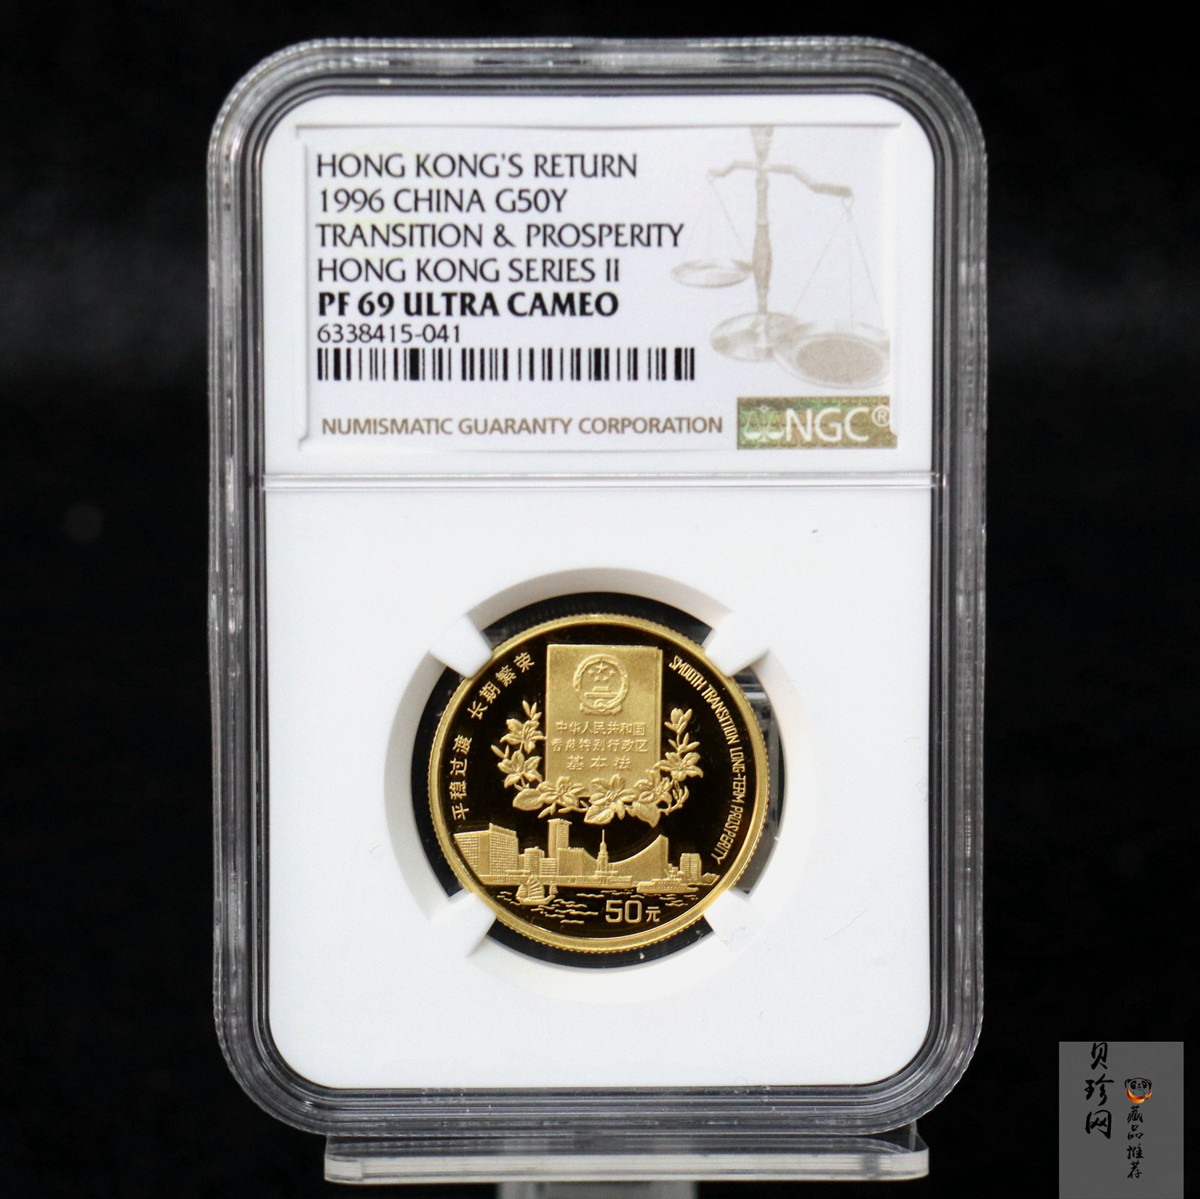 HONG KONG'S RETURN
1996 CHINA G50Y
TRANSITION & PROSPERITY
HONG KONG SERIES II
PF 69 ULTRA CAMEO
6338415-041
NUMISMATIC GUARANTY CORPORATION
NGC®
平稳过渡 长期繁荣
中华人民共和国
香港特别行政区
基本法
SMOOTH TRANSITION LONG-TERM PROSPERITY
50元
贝珍网
藏品推荐